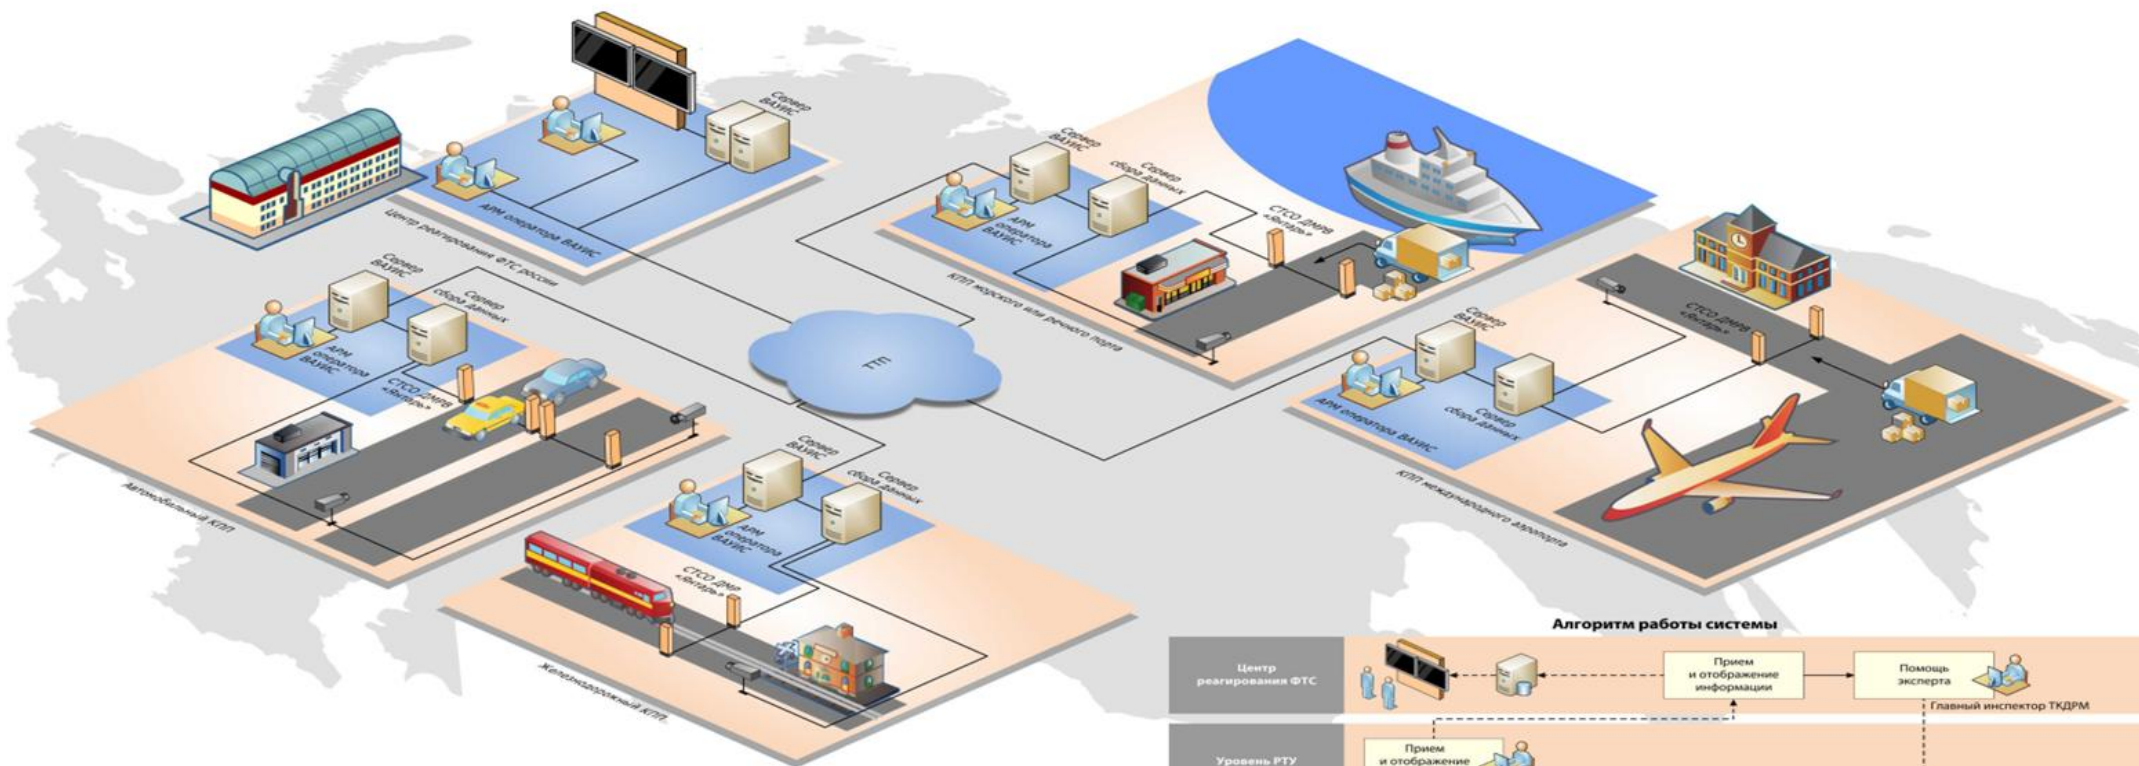 Сервер
ВАУИС
АРМ оператора ВАУИС
Центр реагирования ФТС россии
Сервер
ВАУИС
Сервер
сбора данных
АРМ
оператора
ВАУИС
СТСО ДМРВ
«Янтарь»
КПП морского или речного порта
Сервер
ВАУИС
Сервер
сбора данных
АРМ
оператора
ВАУИС
СТСО ДМРВ
«Янтарь»
Автомобильный КПП
Сервер
ВАУИС
Сервер
сбора данных
АРМ оператора ВАУИС
СТСО ДМРВ
«Янтарь»
КПП международного аэропорта
Сервер
ВАУИС
Сервер
сбора данных
АРМ
оператора
ВАУИС
СТСО ДМР
«Янтарь»
Железнодорожный КПП
Алгоритм работы системы
Центр
реагирования ФТС
Прием
и отображение
информации
Помощь
эксперта
Главный инспектор ТКДРМ
Уровень РТУ
Прием
и отображение